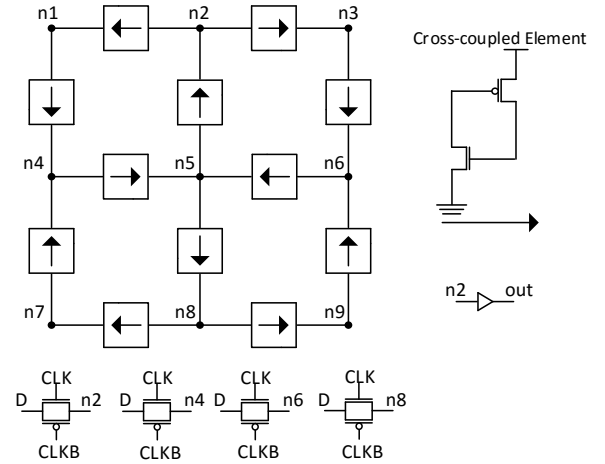 n1 n2 n3
Cross-coupled Element
n4 n5 n6
n7 n8 n9
n2 out
CLK CLK CLK CLK
D n2 D n4 D n6 D n8
CLKB CLKB CLKB CLKB